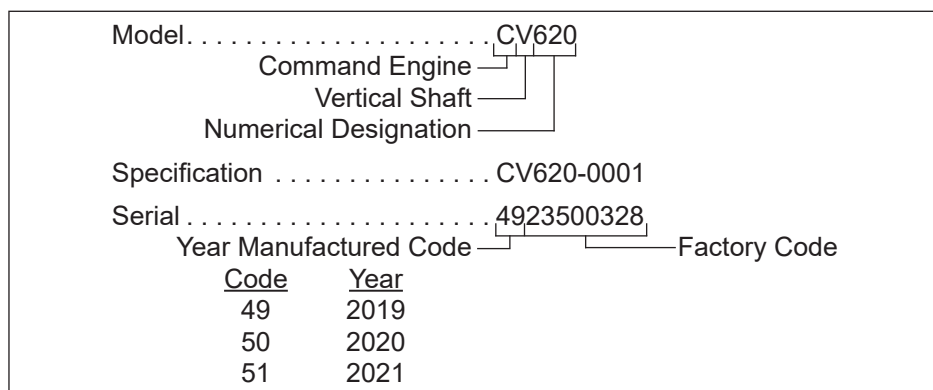 Model. . . . . . . . . . . . . . . . . . . . . CV620
Command Engine
Vertical Shaft
Numerical Designation
Specification . . . . . . . . . . . . . . . CV620-0001
Serial . . . . . . . . . . . . . . . . . . . . . 4923500328
Year Manufactured Code Factory Code
Code Year
49 2019
50 2020
51 2021